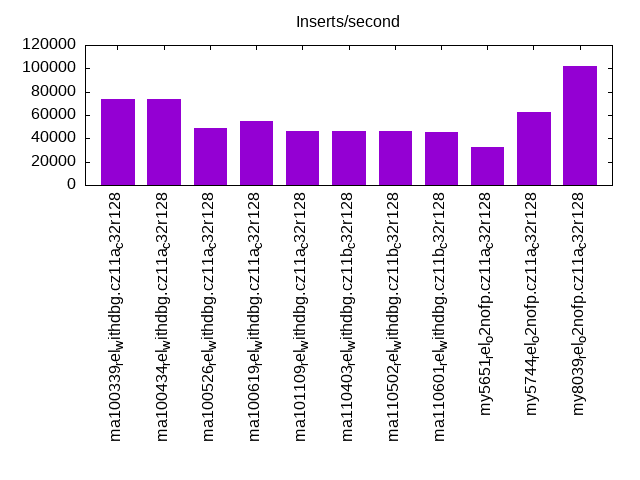 Inserts/second
120000
100000
80000
60000
40000
20000
0
ma100339relwithdbg.cz11ac32r128
ma100434relwithdbg.cz11ac32r128
ma100526relwithdbg.cz11ac32r128
ma100619relwithdbg.cz11ac32r128
ma101109relwithdbg.cz11ac32r128
ma110403relwithdbg.cz11bc32r128
ma110502relwithdbg.cz11bc32r128
ma110601relwithdbg.cz11bc32r128
my5651relo2nofp.cz11ac32r128
my5744relo2nofp.cz11ac32r128
my8039relo2nofp.cz11ac32r128